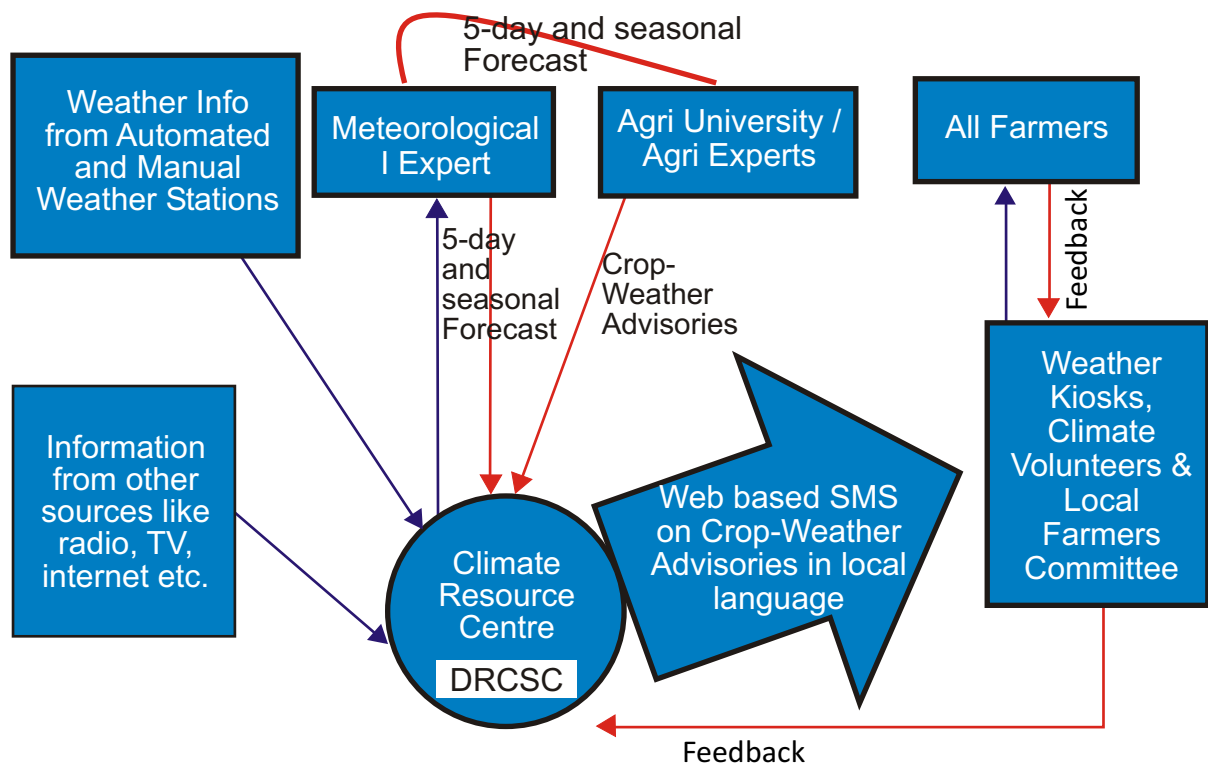 5-day and seasonal
Forecast
Weather Info
from Automated
and Manual
Weather Stations
Meteorological
l Expert
Agri University /
Agri Experts
All Farmers
Feedback
5-day
and
seasonal
Forecast
Crop-
Weather
Advisories
Information
from other
sources like
radio, TV,
internet etc.
Climate
Resource
Centre
DRCSC
Web based SMS
on Crop-Weather
Advisories in local
language
Weather
Kiosks,
Climate
Volunteers &
Local
Farmers
Committee
Feedback